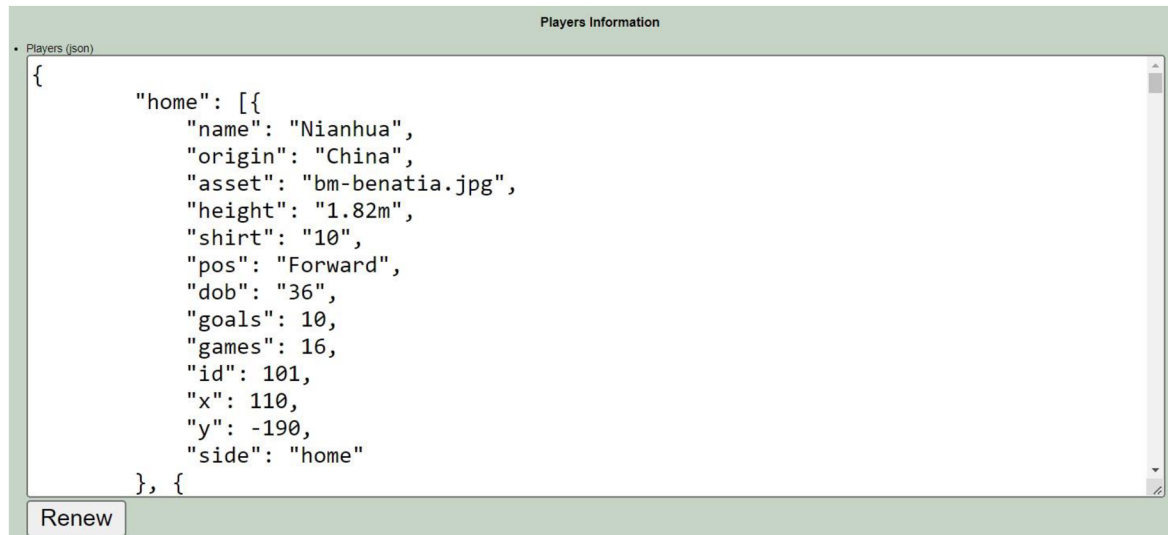 Players Information
Players (json)
{
"home": [{
"name": "Nianhua",
"origin": "China",
"asset": "bm-benatia.jpg",
"height": "1.82m",
"shirt": "10",
"pos": "Forward",
"dob": "36",
"goals": 10,
"games": 16,
"id": 101,
"x": 110,
"y": -190,
"side": "home"
}, {
Renew